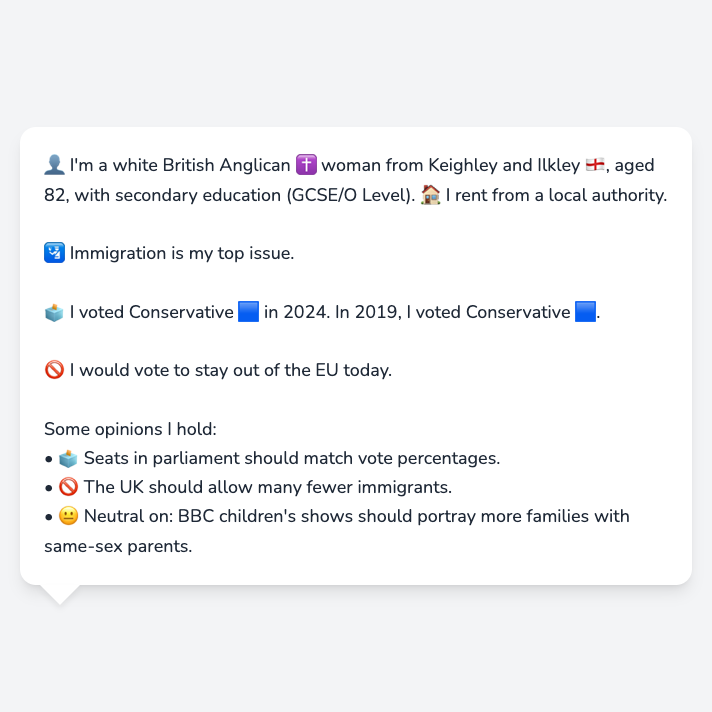 👤 I'm a white British Anglican ✝️ woman from Keighley and Ilkley 🏴󠁧󠁢󠁥󠁮󠁧󠁿, aged
82, with secondary education (GCSE/O Level). 🏠 I rent from a local authority.
🛂 Immigration is my top issue.
🗳️ I voted Conservative 🟦 in 2024. In 2019, I voted Conservative 🟦.
🚫 I would vote to stay out of the EU today.
Some opinions I hold:
• 🗳️ Seats in parliament should match vote percentages.
• 🚫 The UK should allow many fewer immigrants.
• 😐 Neutral on: BBC children's shows should portray more families with
same-sex parents.